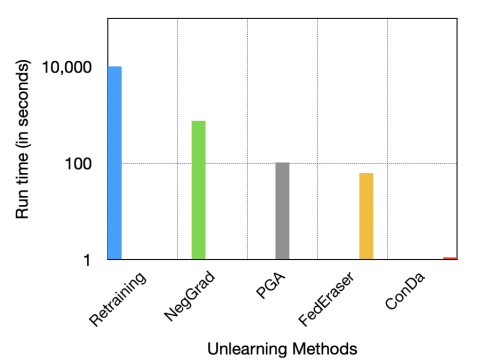 Run time (in seconds)
10,000
100
1
Retraining
NegGrad
PGA
FedEraser
ConDa
Unlearning Methods